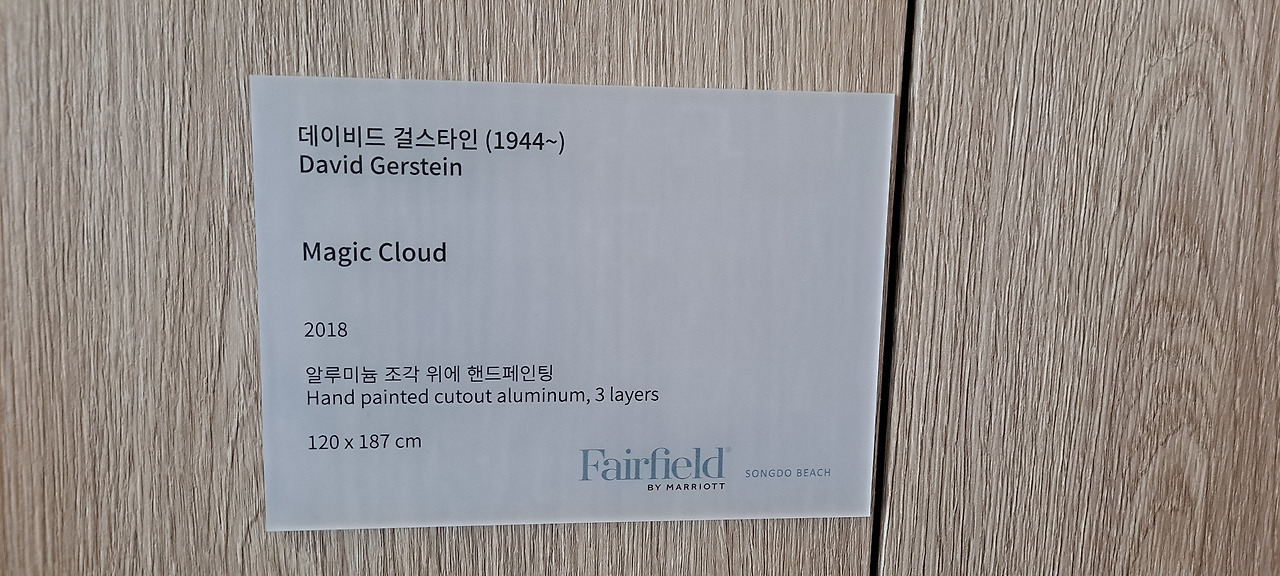 데이비드 걸스타인 (1944~)
David Gerstein
Magic Cloud
2018
알루미늄 조각 위에 핸드페인팅
Hand painted cutout aluminum, 3 layers
120 x 187 cm
Fairfield®
BY MARRIOTT
SONGDO BEACH